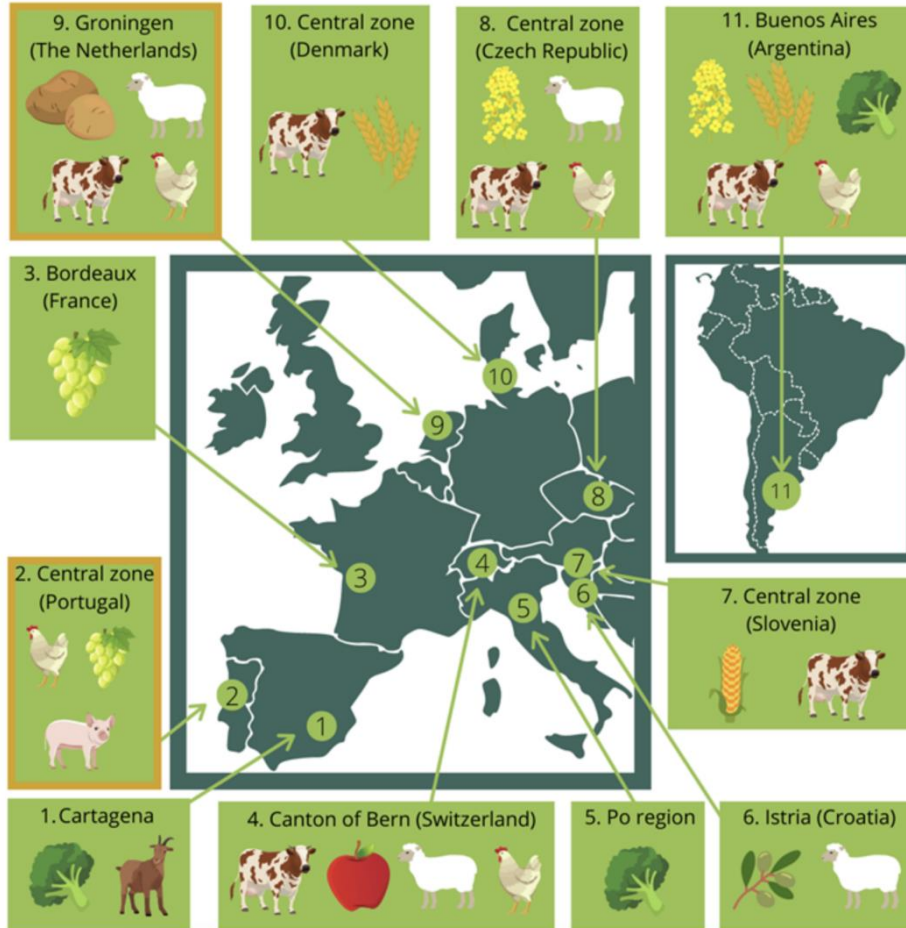 9. Groningen
(The Netherlands)
10. Central zone
(Denmark)
8. Central zone
(Czech Republic)
11. Buenos Aires
(Argentina)
3. Bordeaux
(France)
10
9
8
11
2. Central zone
(Portugal)
3
4
7
6
5
7. Central zone
(Slovenia)
2
1
1. Cartagena
4. Canton of Bern (Switzerland)
5. Po region
6. Istria (Croatia)